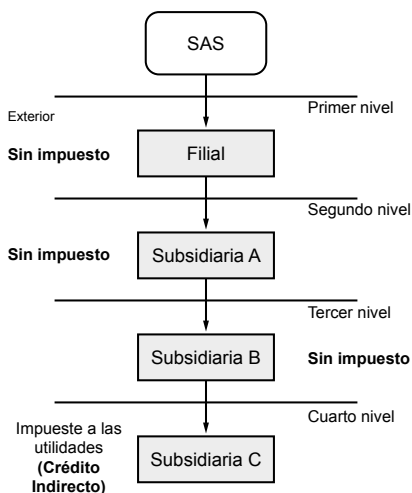 SAS
Primer nivel
Exterior
Sin impuesto
Filial
Segundo nivel
Sin impuesto
Subsidiaria A
Tercer nivel
Subsidiaria B
Sin impuesto
Cuarto nivel
Impueste a las
utilidades
(Crédito
Indirecto)
Subsidiaria C